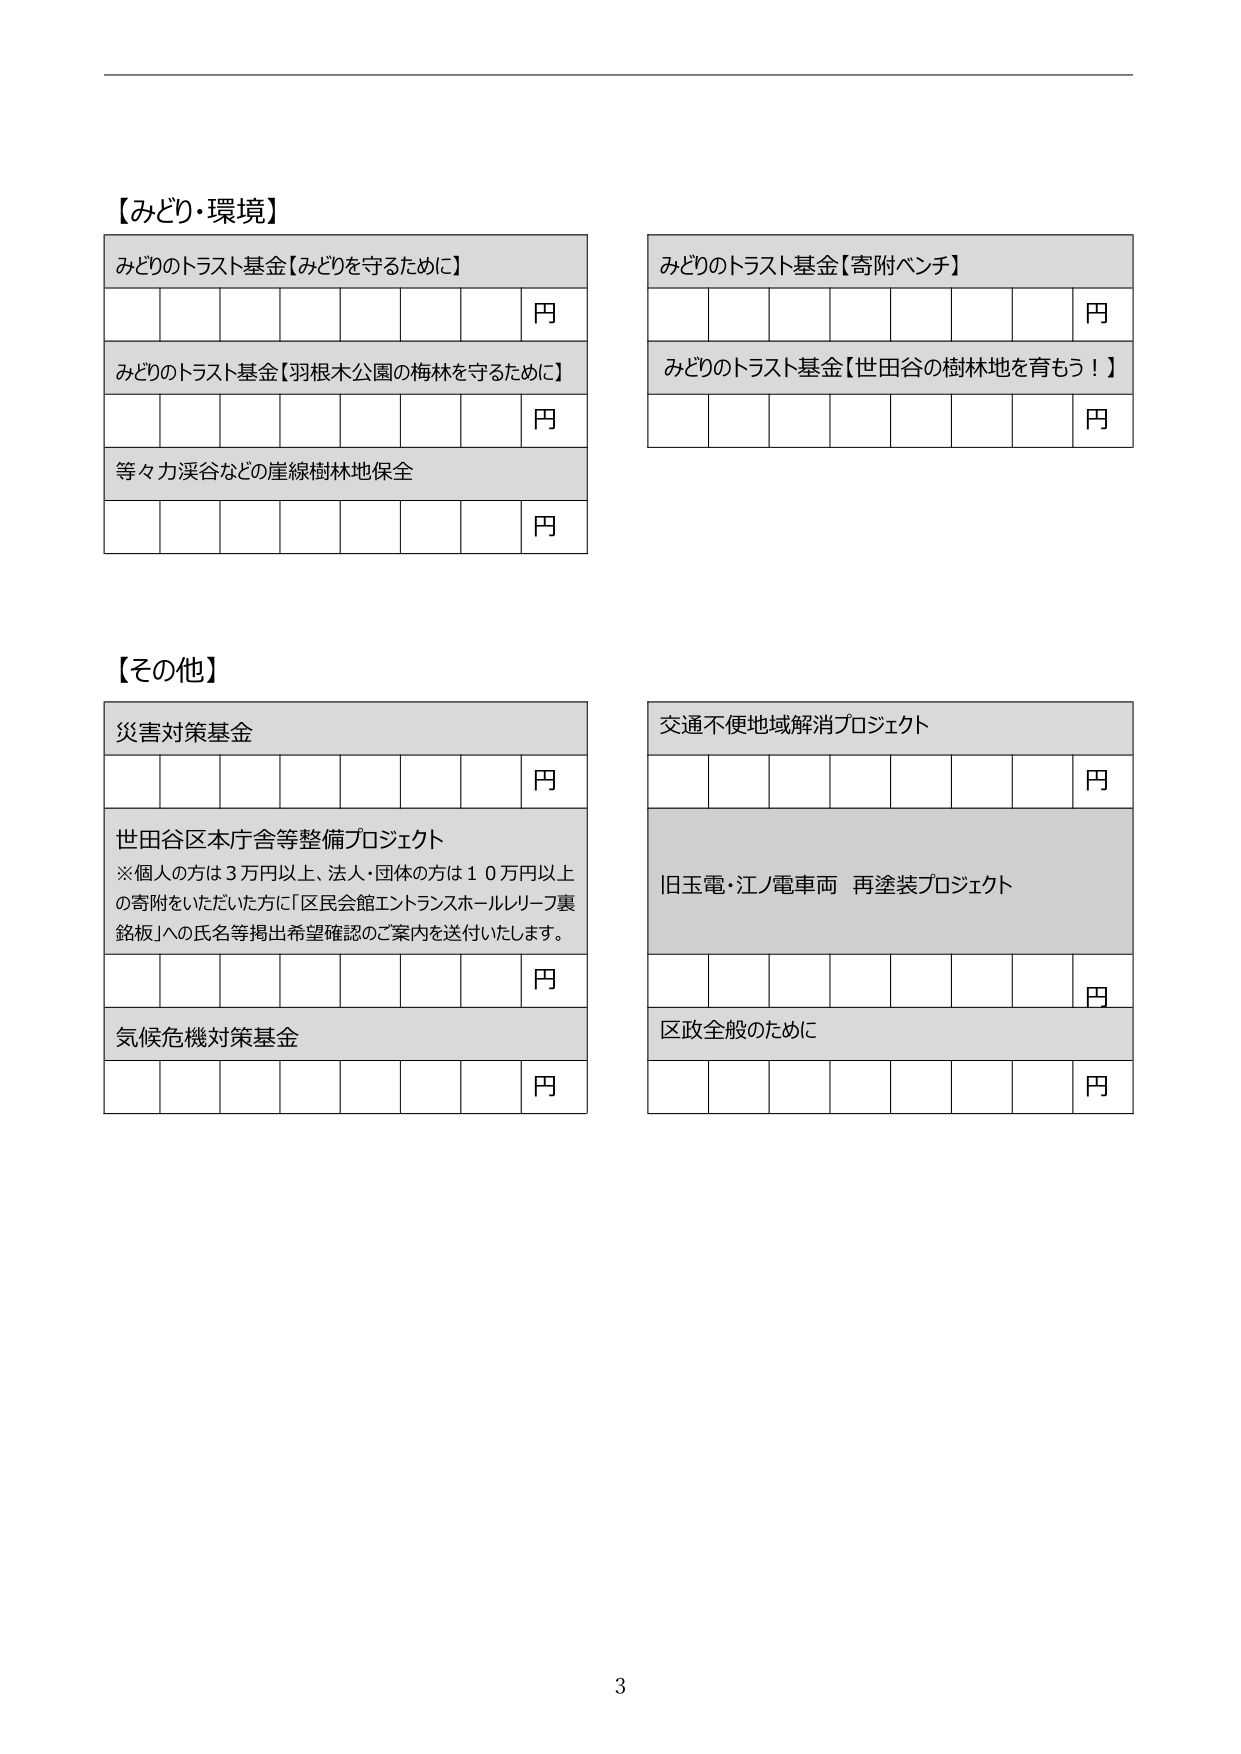 【みどり・環境】
みどりのトラスト基金【みどりを守るために】
円
みどりのトラスト基金【羽根木公園の梅林を守るために】
円
等々力渓谷などの崖線樹林地保全
円
みどりのトラスト基金【寄附ベンチ】
円
みどりのトラスト基金【世田谷の樹林地を育もう！】
円
【その他】
災害対策基金
円
世田谷区本庁舎等整備プロジェクト
※個人の方は３万円以上、法人・団体の方は１０万円以上
の寄附をいただいた方に「区民会館エントランスホールレリーフ裏
銘板」への氏名等掲出希望確認のご案内を送付いたします。
円
気候危機対策基金
円
交通不便地域解消プロジェクト
円
旧玉電・江ノ電車両　再塗装プロジェクト
円
区政全般のために
円
3